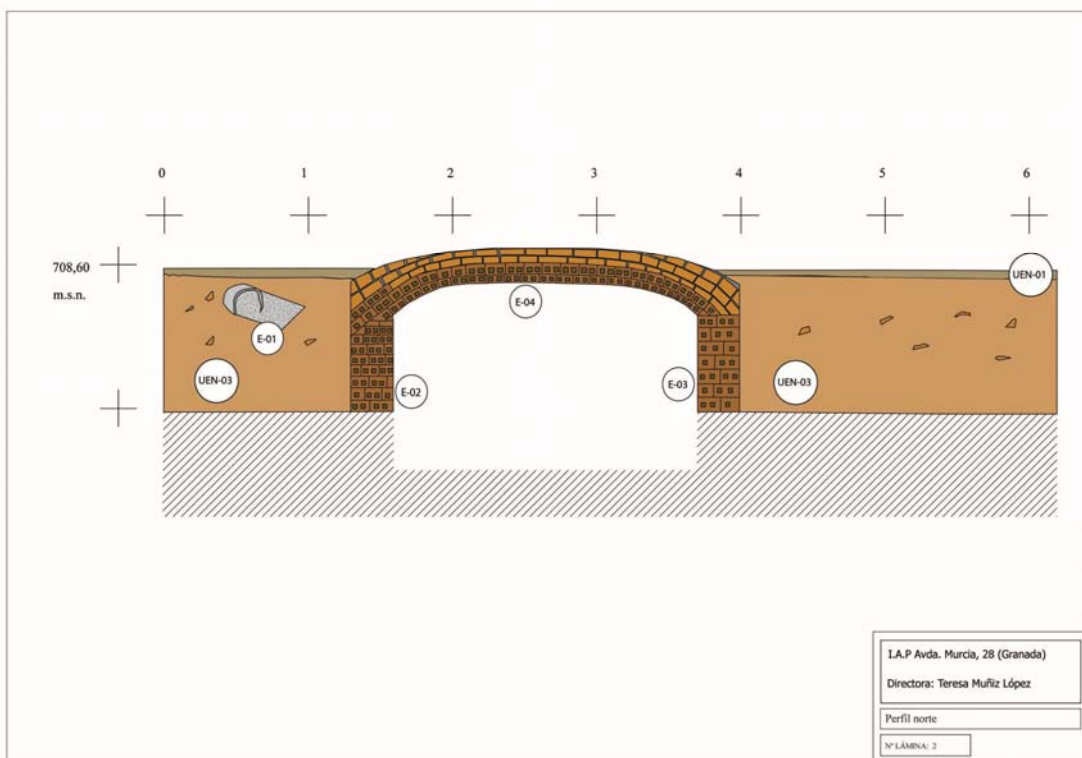 0 1 2 3 4 5 6
708,60
m.s.n.
UEN-01
E-04
E-01
UEN-03
E-02
E-03
UEN-03
I.A.P Avda. Murcia, 28 (Granada)
Directora: Teresa Muñiz López
Perfil norte
Nº LÁMINA: 2